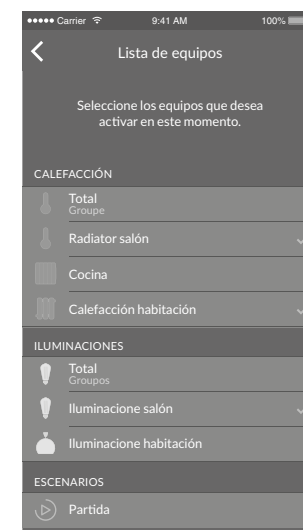 Carrier 9:41 AM 100%
Lista de equipos
Seleccione los equipos que desea
activar en este momento.
CALEFACCIÓN
Total
Groupe
Radiator salón
Cocina
Calefacción habitación
ILUMINACIONES
Total
Groupos
Iluminacione salón
Iluminacione habitación
ESCENARIOS
Partida